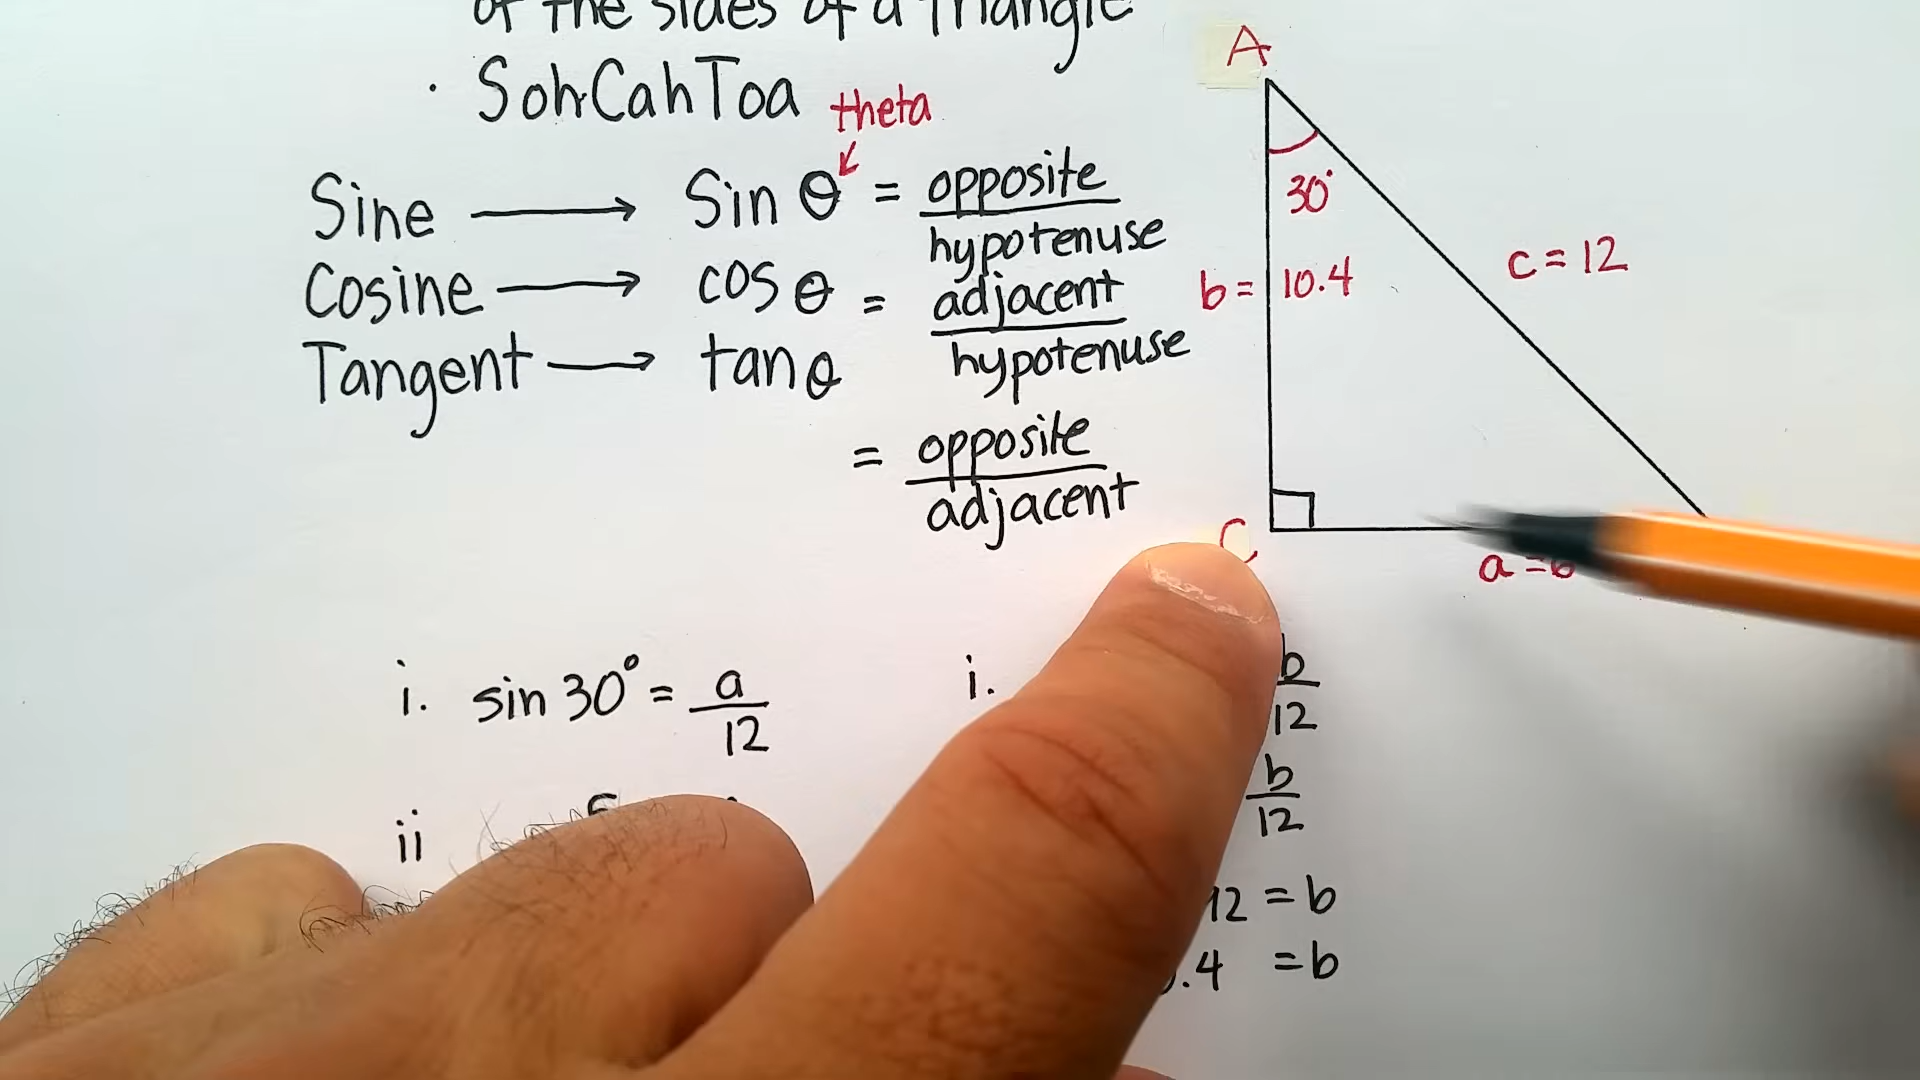 of the sides of a triangle
· SohCahToa
theta
Sine → Sin θ = opposite
hypotenuse
Cosine → cos θ = adjacent
hypotenuse
Tangent → tan θ
= opposite
adjacent
A
30°
b = 10.4
c = 12
C
a = 6
i. sin 30° = a
12
i.
b
12
ii
b
12
12 = b
.4 = b